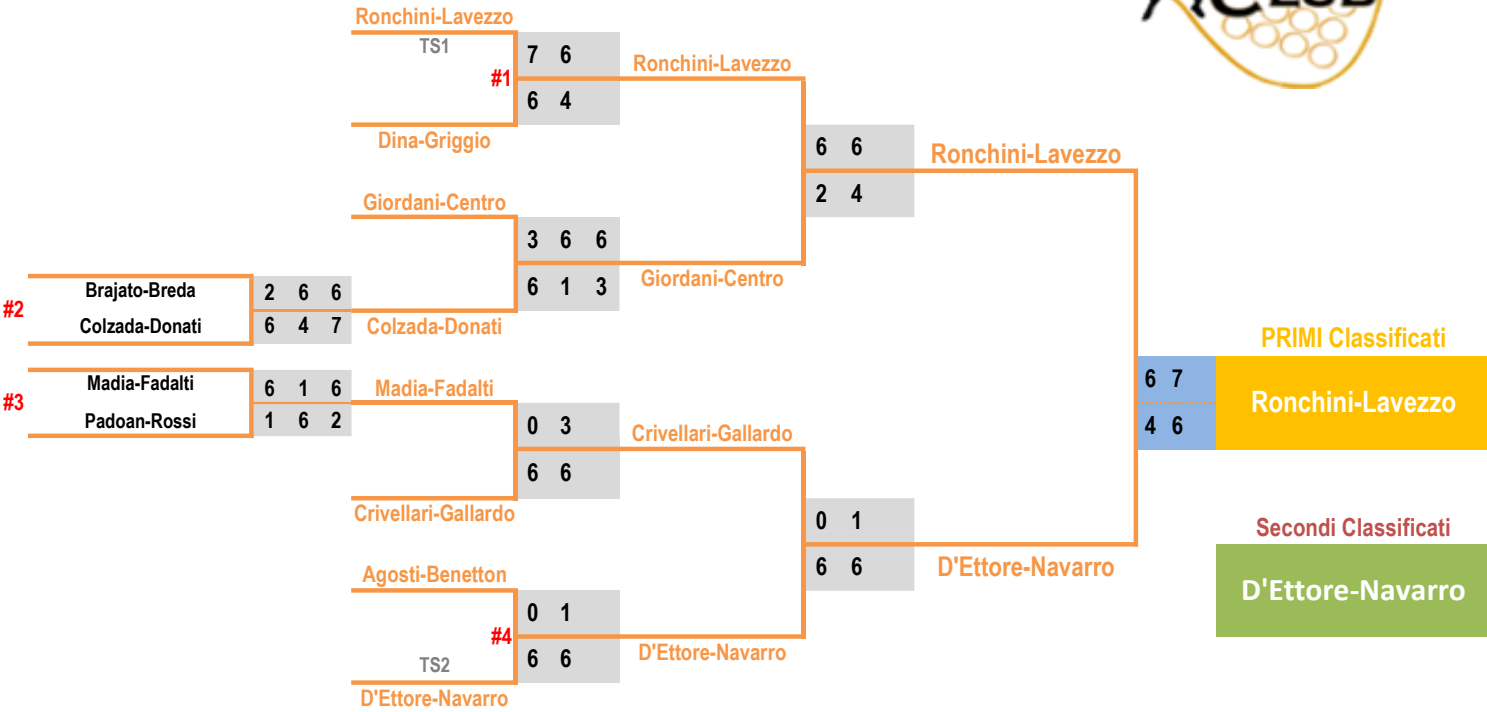 CLUB
Ronchini-Lavezzo
TS1
7 6
#1
Ronchini-Lavezzo
6 4
Dina-Griggio
6 6
Ronchini-Lavezzo
2 4
Giordani-Centro
3 6 6
Giordani-Centro
6 1 3
#2
Brajato-Breda
2 6 6
Colzada-Donati
6 4 7
Colzada-Donati
PRIMI Classificati
#3
Madia-Fadalti
6 1 6
Madia-Fadalti
Padoan-Rossi
1 6 2
6 7
Ronchini-Lavezzo
4 6
0 3
Crivellari-Gallardo
6 6
Crivellari-Gallardo
0 1
Secondi Classificati
6 6
D'Ettore-Navarro
D'Ettore-Navarro
Agosti-Benetton
0 1
#4
D'Ettore-Navarro
TS2
6 6
D'Ettore-Navarro